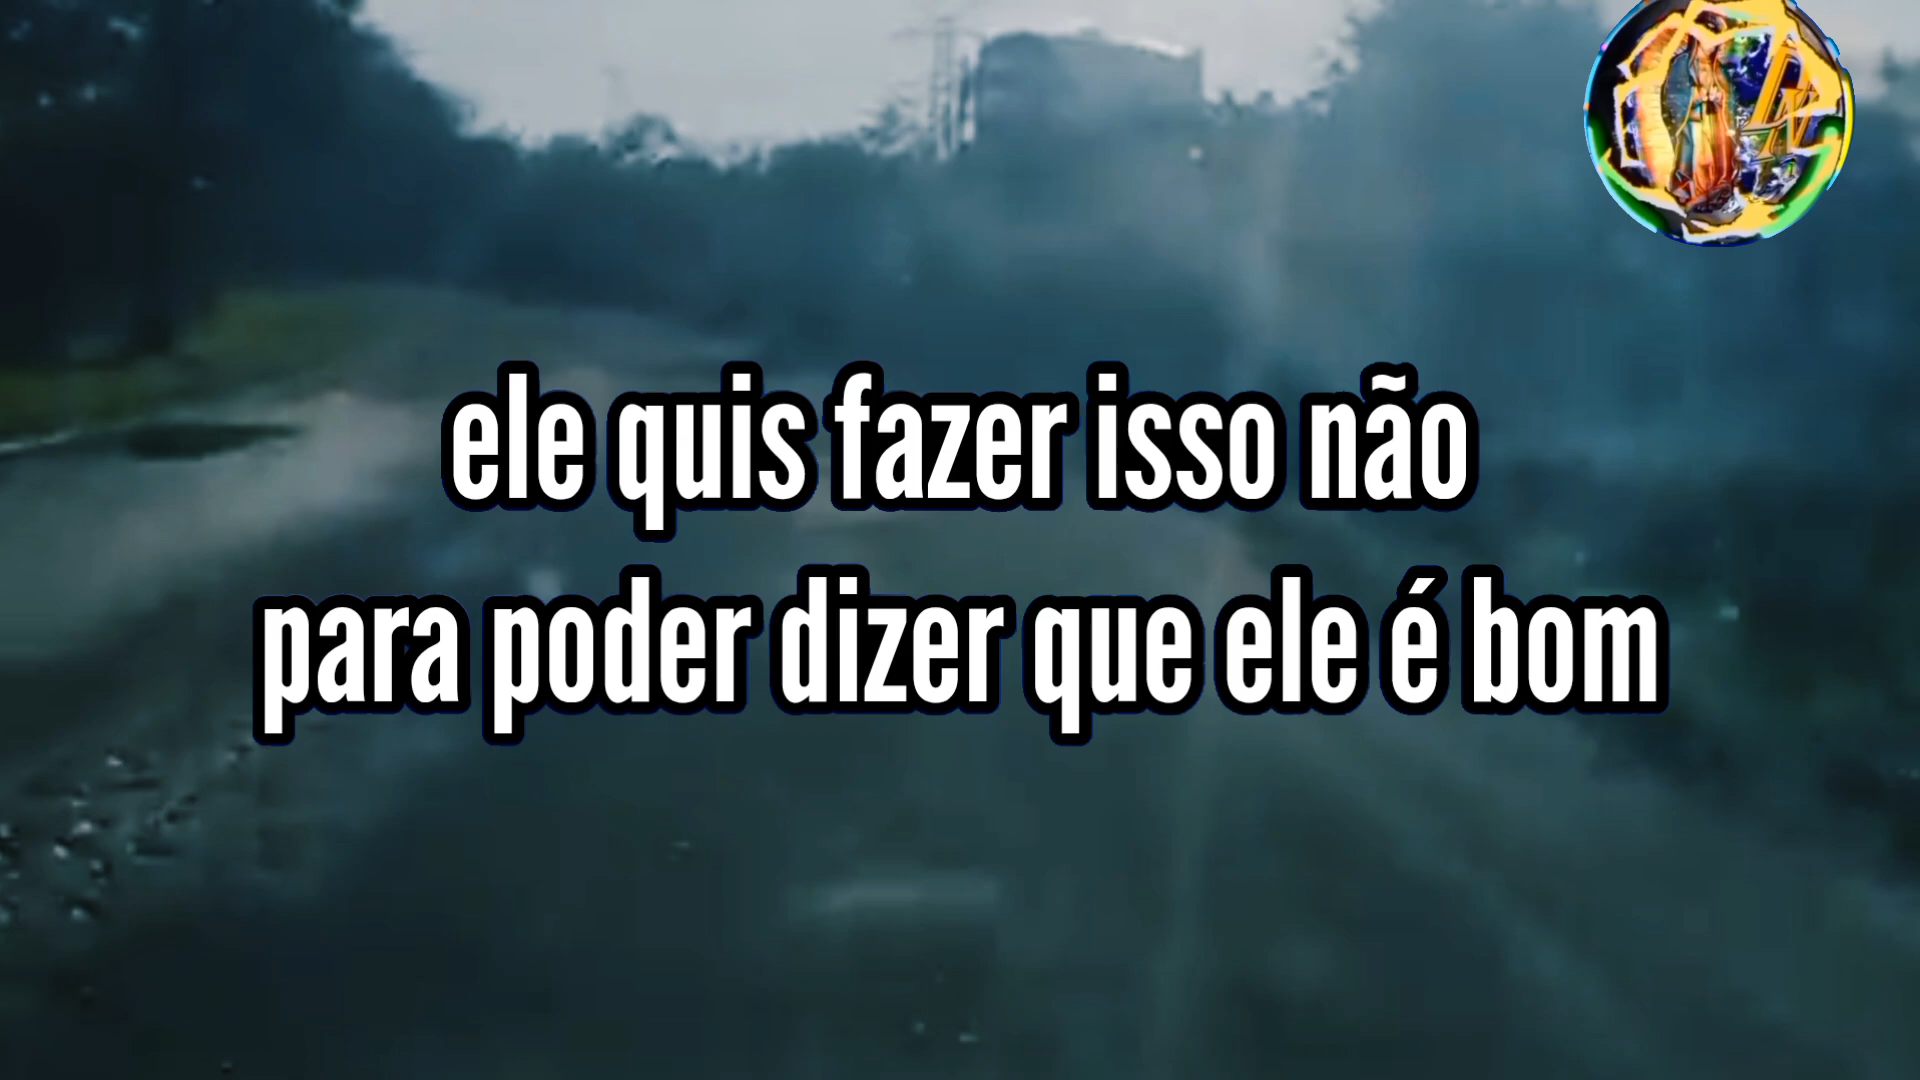 ele quis fazer isso não
para poder dizer que ele é bom